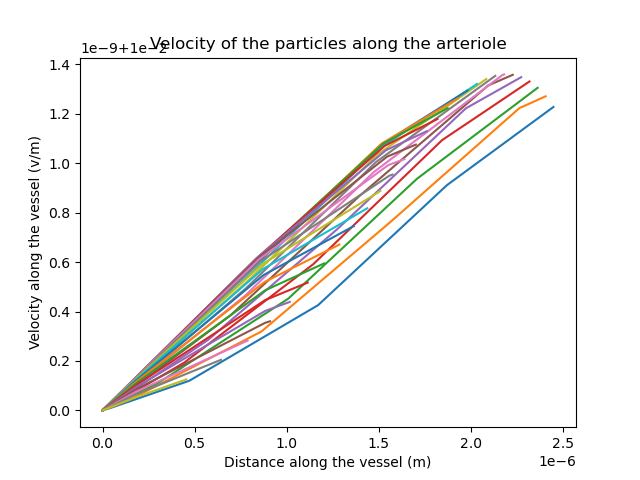 Velocity of the particles along the arteriole
1e−9+1e−2
1.4
1.2
1.0
0.8
0.6
0.4
0.2
0.0
Velocity along the vessel (v/m)
0.0 0.5 1.0 1.5 2.0 2.5
1e−6
Distance along the vessel (m)